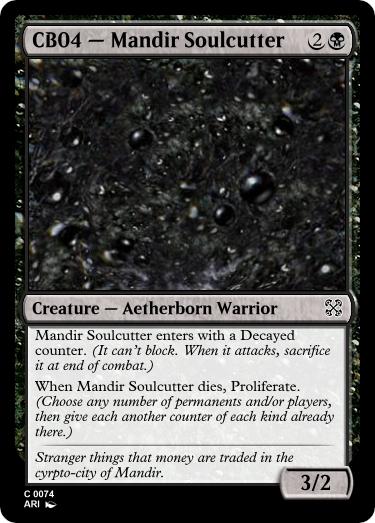 CB04 — Mandir Soulcutter 2
Creature — Aetherborn Warrior
Mandir Soulcutter enters with a Decayed
counter. (It can't block. When it attacks, sacrifice
it at end of combat.)
When Mandir Soulcutter dies, Proliferate.
(Choose any number of permanents and/or players,
then give each another counter of each kind already
there.)
Stranger things that money are traded in the
cyrpto-city of Mandir.
3/2
C 0074
ARI